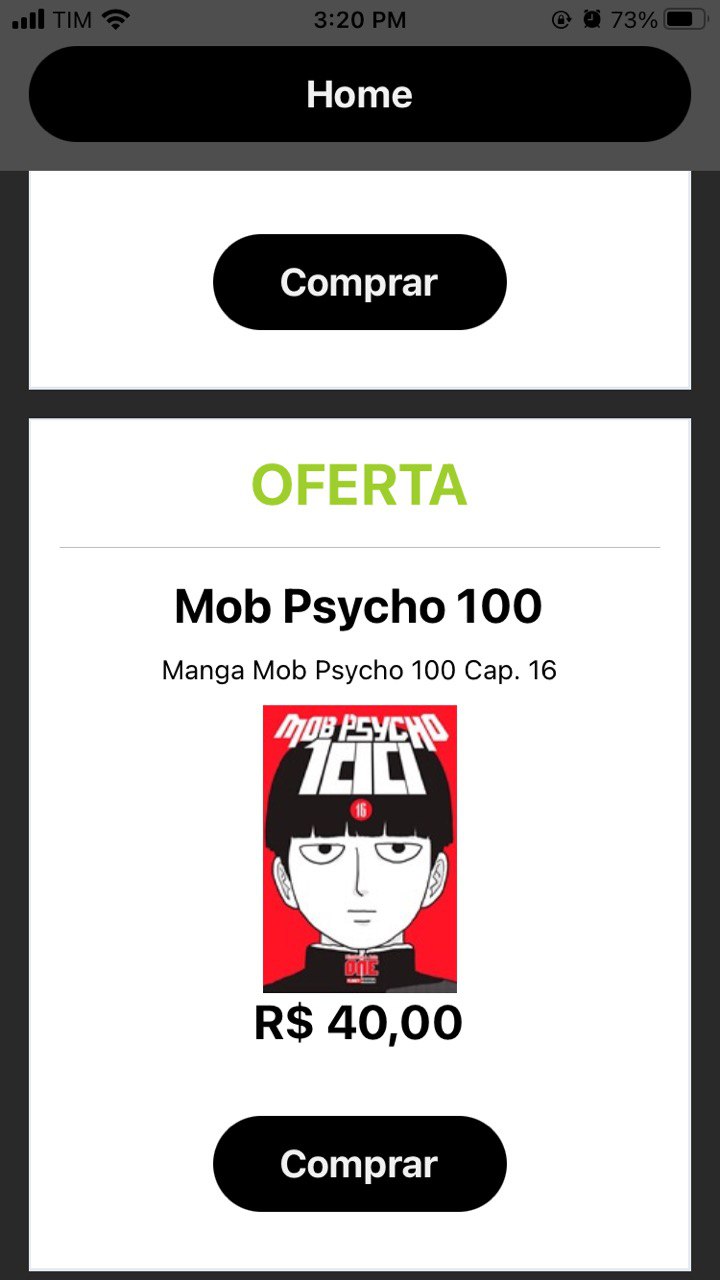 TIM 3:20 PM 73%
Home
Comprar
OFERTA
Mob Psycho 100
Manga Mob Psycho 100 Cap. 16
MOB PSYCHO
100
16
ONE
R$ 40,00
Comprar